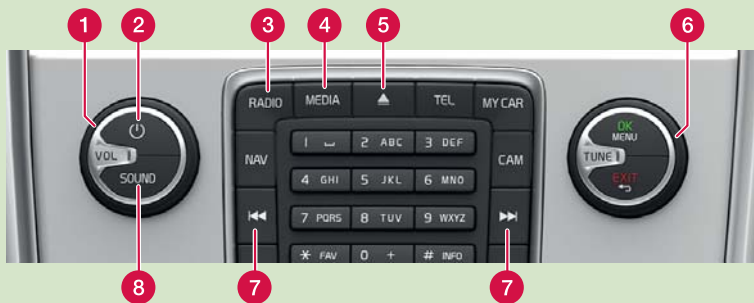 1 2 3 4 5 6
RADIO MEDIA TEL MY CAR
VOL SOUND
NAV 1 2 ABC 3 DEF CAM
4 GHI 5 JKL 6 MNO
7 PQRS 8 TUV 9 WXYZ
* FAV 0 + # INFO
OK
MENU
TUNE
EXIT
7 7
8